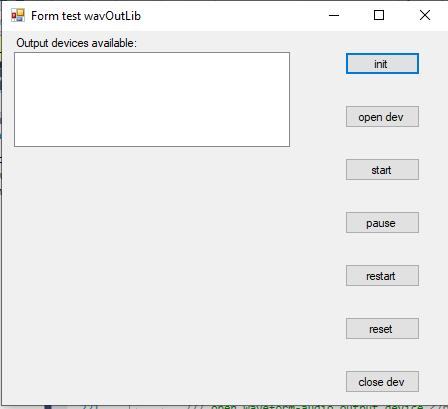 Form test wavOutLib
Output devices available:
init
open dev
start
pause
restart
reset
close dev
open waveform-audio output device